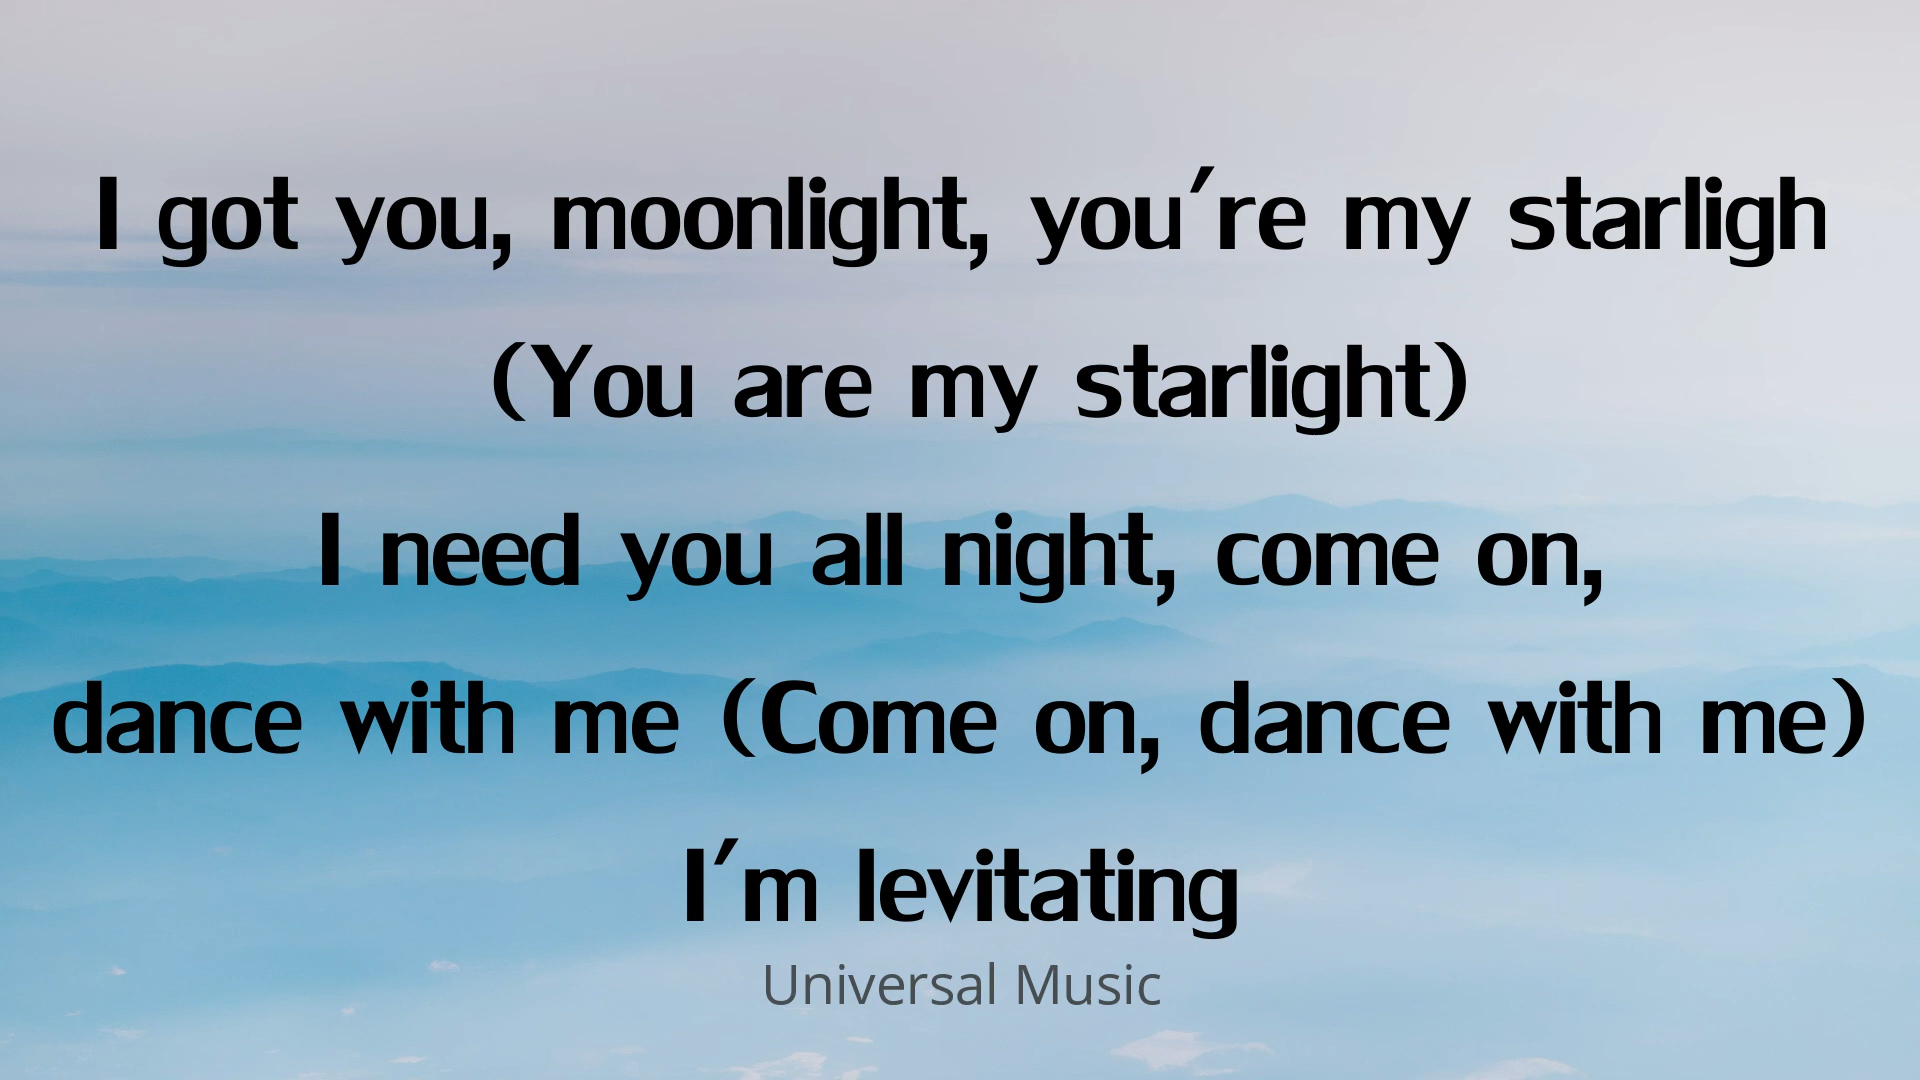 I got you, moonlight, you're my starligh
(You are my starlight)
I need you all night, come on,
dance with me (Come on, dance with me)
I'm levitating
Universal Music